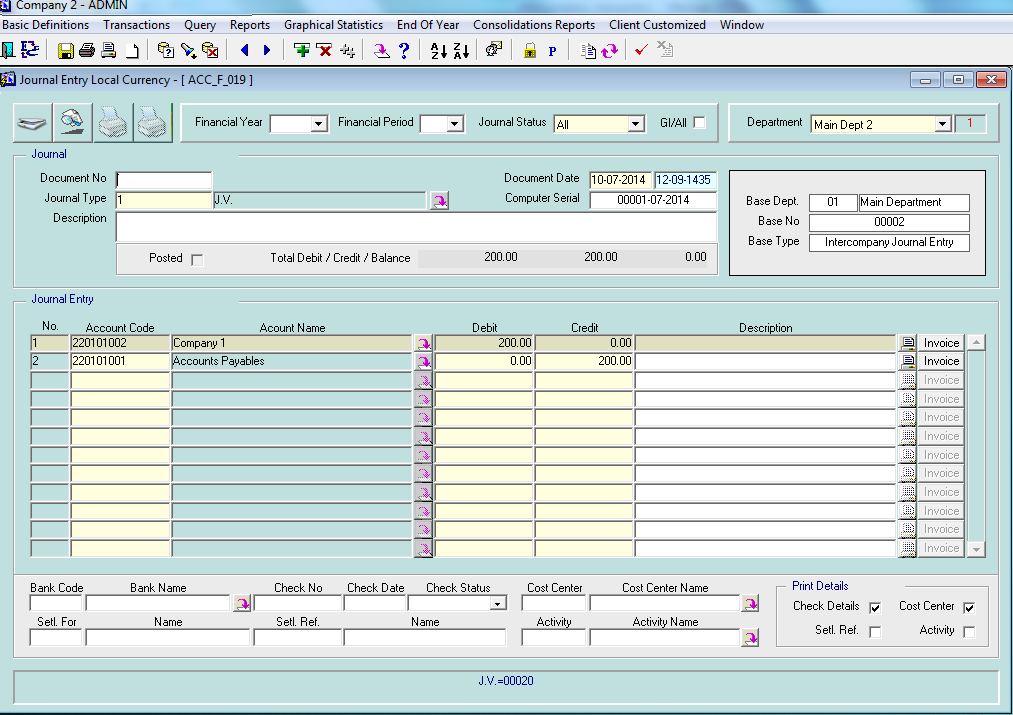 Company 2 - ADMIN
Basic Definitions Transactions Query Reports Graphical Statistics End Of Year Consolidations Reports Client Customized Window
Journal Entry Local Currency - [ ACC_F_019 ]
Financial Year Financial Period Journal Status All Gl/All Department Main Dept 2 1
Journal
Document No Document Date 10-07-2014 12-09-1435
Journal Type 1 J.V. Computer Serial 00001-07-2014
Description
Posted Total Debit / Credit / Balance 200.00 200.00 0.00
Base Dept. 01 Main Department
Base No 00002
Base Type Intercompany Journal Entry
Journal Entry
No. Account Code Acount Name Debit Credit Description
1 220101002 Company 1 200.00 0.00 Invoice
2 220101001 Accounts Payables 0.00 200.00 Invoice
Invoice
Invoice
Invoice
Invoice
Invoice
Invoice
Invoice
Invoice
Invoice
Invoice
Bank Code Bank Name Check No Check Date Check Status Cost Center Cost Center Name
Setl. For Name Setl. Ref. Name Activity Activity Name
Print Details
Check Details Cost Center
Setl. Ref. Activity
J.V.=00020